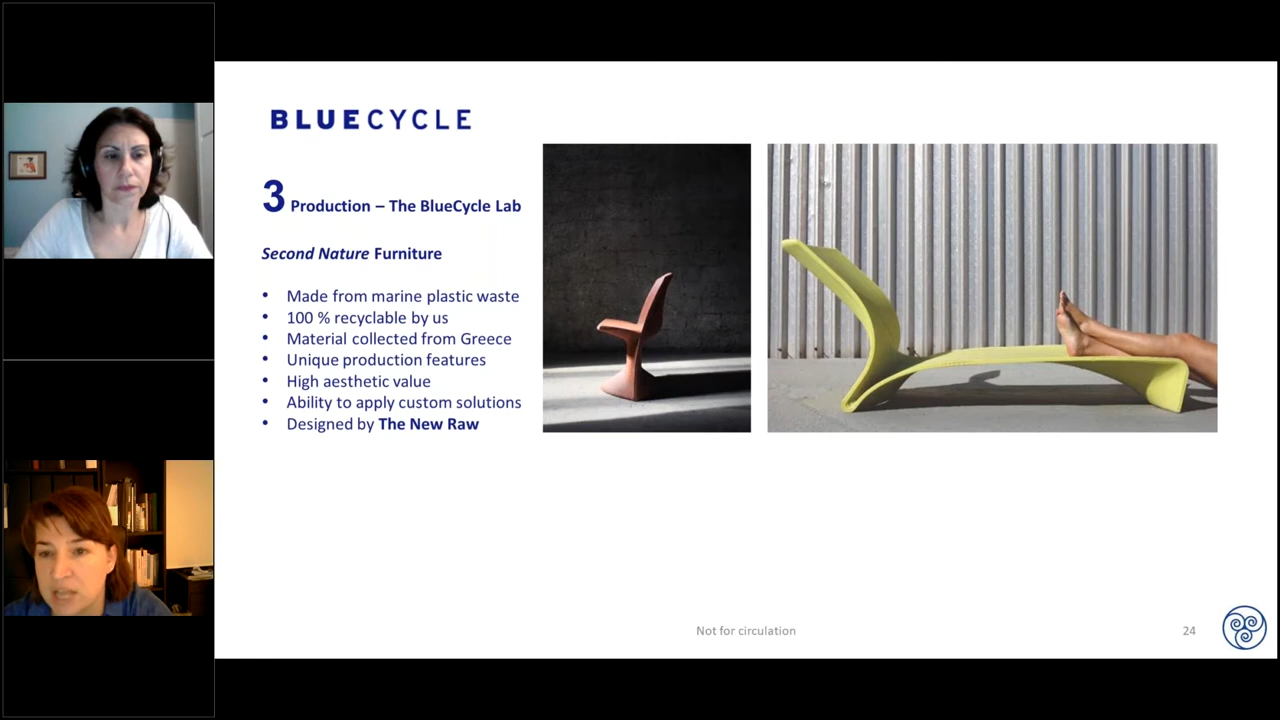 BLUECYCLE
3 Production – The BlueCycle Lab
Second Nature Furniture
• Made from marine plastic waste
• 100 % recyclable by us
• Material collected from Greece
• Unique production features
• High aesthetic value
• Ability to apply custom solutions
• Designed by The New Raw
Not for circulation
24